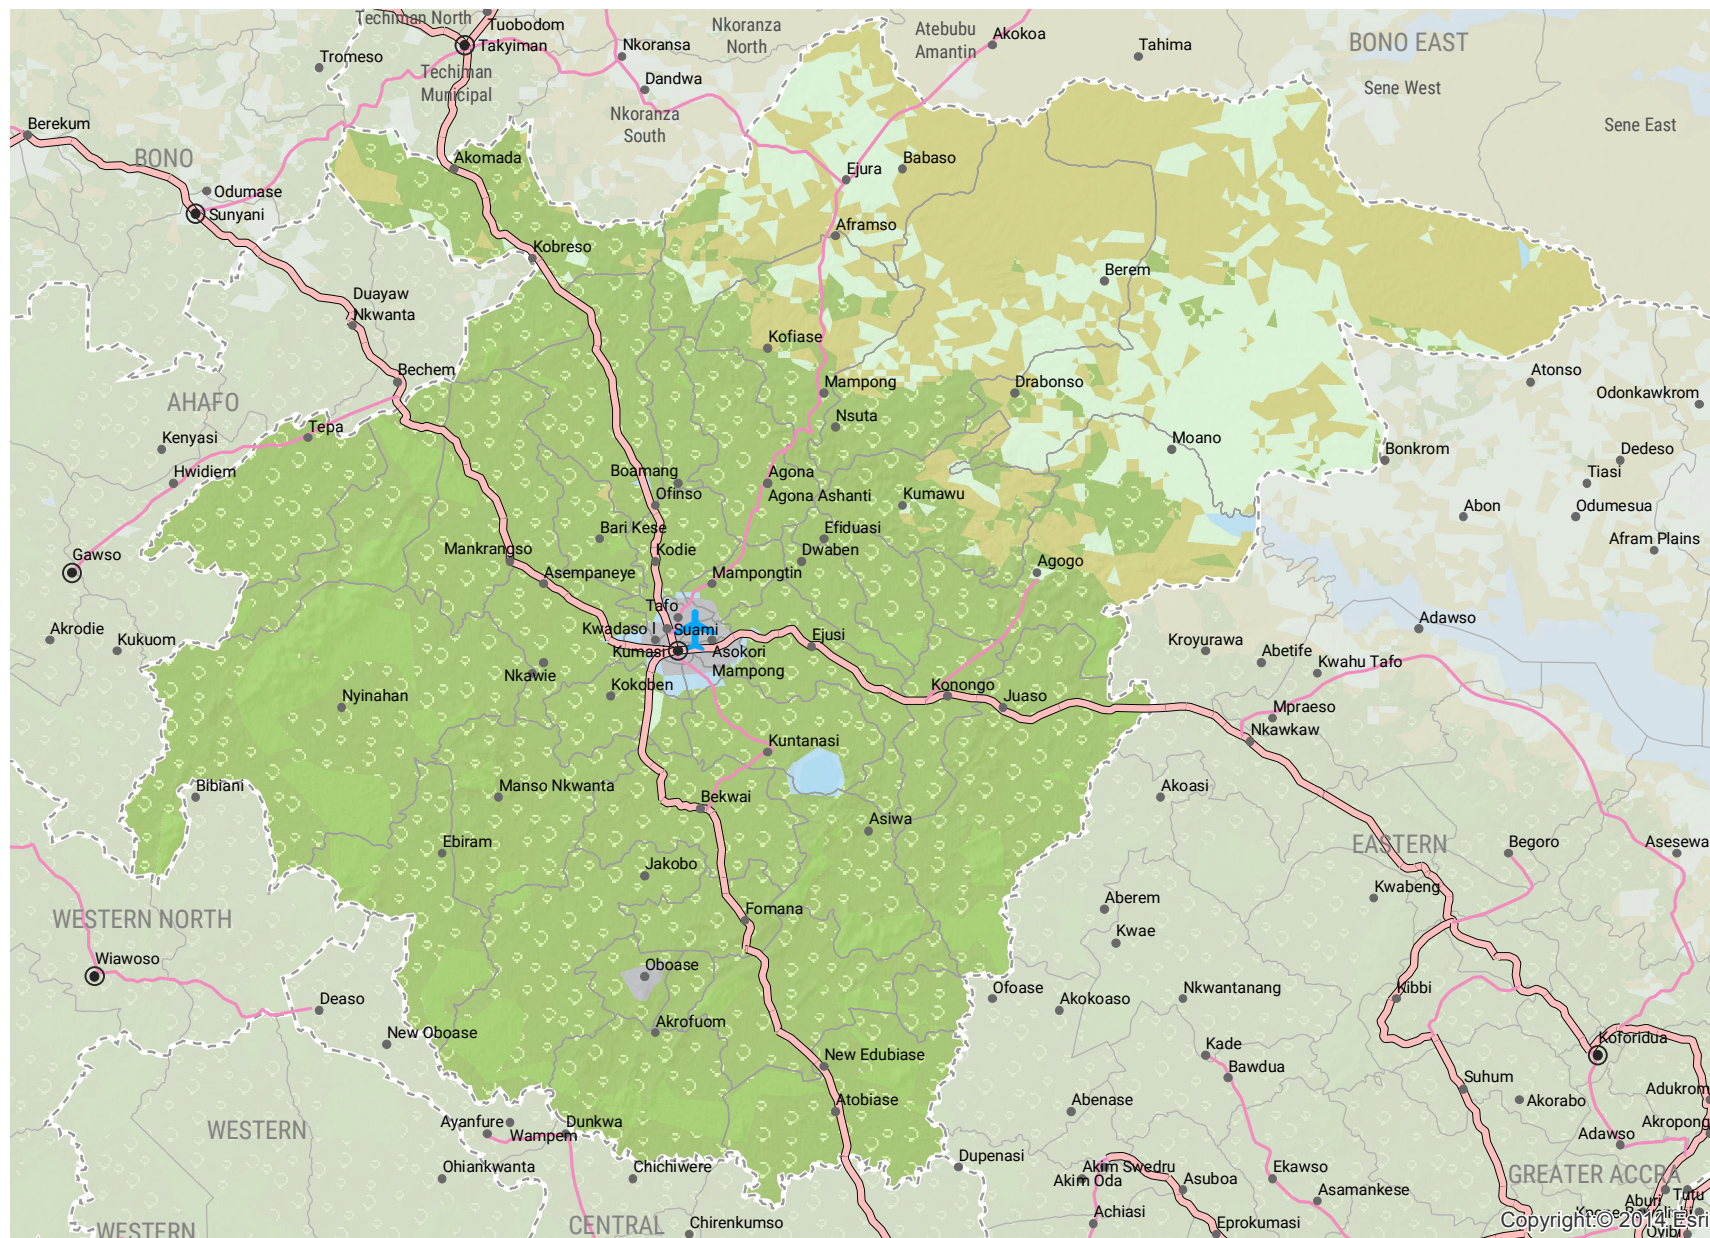 Techiman North
Tuobodom
Takyiman
Tromeso
Techiman
Municipal
Nkoransa
Dandwa
Nkoranza
North
Nkoranza
South
Atebubu
Amantin
Akokoa
Tahima
BONO EAST
Sene West
Sene East
Berekum
BONO
Odumase
Sunyani
Akomada
Kobreso
Ejura
Babaso
Aframso
Berem
Duayaw
Nkwanta
Bechem
AHAFO
Kenyasi
Hwidiem
Tepa
Gawso
Akrodie
Kukuom
Kofiase
Mampong
Nsuta
Drabonso
Moano
Atonso
Odonkawkrom
Bonkrom
Dedeso
Tiasi
Abon
Odumesua
Afram Plains
Boamang
Ofinso
Agona
Agona Ashanti
Kumawu
Bari Kese
Efiduasi
Dwaben
Kodie
Mankrangso
Asempaneye
Mampongtin
Agogo
Tafo
Kwadaso I
Suami
Kumasi
Asokori
Mampong
Ejusi
Nkawie
Kokoben
Nyinahan
Konongo
Juaso
Kroyurawa
Abetife
Kwahu Tafo
Adawso
Mpraeso
Nkawkaw
Kuntanasi
Bibiani
Manso Nkwanta
Bekwai
Asiwa
Akoasi
Ebiram
Jakobo
EASTERN
Begoro
Asesewa
Kwabeng
Fomana
Aberem
Kwae
WESTERN NORTH
Wiawoso
Oboase
Deaso
New Oboase
Akrofuom
Ofoase
Akokoaso
Nkwantanang
Kibbi
New Edubiase
Kade
Bawdua
Koforidua
Suhum
Adukrom
Akorabo
Akropong
Atobiase
Abenase
WESTERN
Ayanfure
Wampem
Dunkwa
Adawso
Ohiankwanta
Chichiwere
Dupenasi
Akim Swedru
Akim Oda
Asuboa
Ekawso
Asamankese
GREATER ACCRA
Aburi
Tutu
WESTERN
CENTRAL
Chirenkumso
Achiasi
Eprokumasi
Oyibi
Copyright:© 2014 Esri